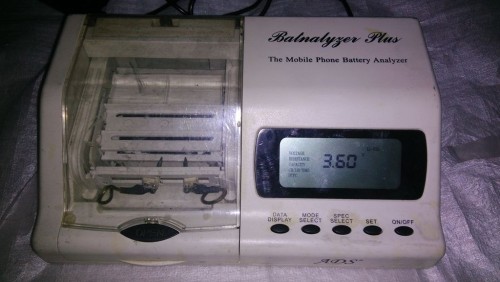 Batnalyzer Plus
The Mobile Phone Battery Analyzer
3.60
DATA DISPLAY
MODE SELECT
SPEC SELECT
SET
ON/OFF
ADS